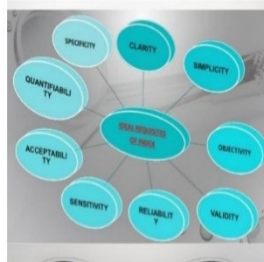 SPECIFICITY
CLARITY
SIMPLICITY
QUANTIFIABILI
TY
IDEAL REQUISITES
OF INDEX
OBJECTIVITY
ACCEPTABILI
TY
SENSITIVITY
RELIABILIT
Y
VALIDITY